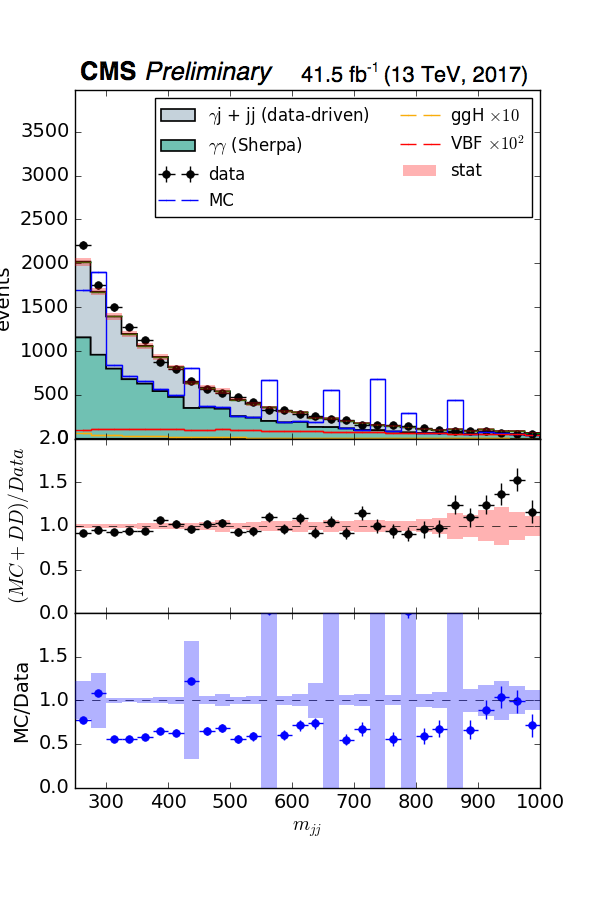 CMS Preliminary 41.5 fb⁻¹ (13 TeV, 2017)
γj + jj (data-driven)
γγ (Sherpa)
data
MC
ggH ×10
VBF ×10²
stat
events
3500
3000
2500
2000
1500
1000
500
2.0
(MC + DD)/Data
1.5
1.0
0.5
0.0
MC/Data
1.5
1.0
0.5
0.0
300 400 500 600 700 800 900 1000
m_jj